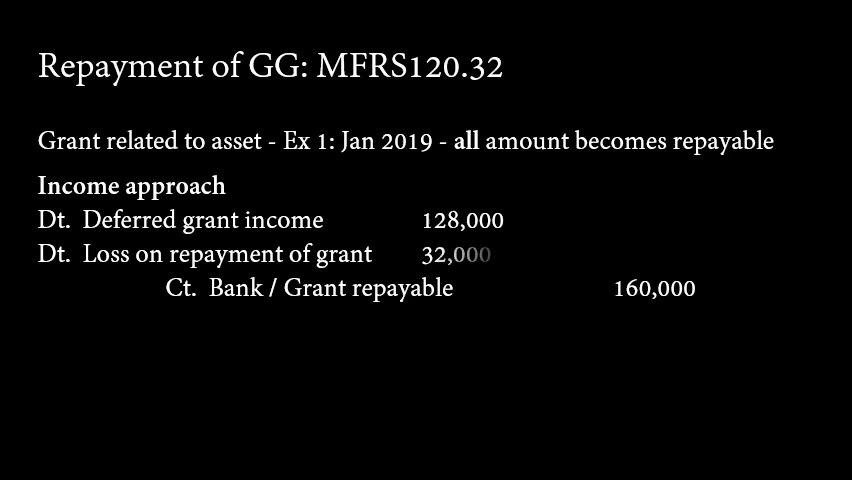 Repayment of GG: MFRS120.32
Grant related to asset - Ex 1: Jan 2019 - all amount becomes repayable
Income approach
Dt. Deferred grant income 128,000
Dt. Loss on repayment of grant 32,000
Ct. Bank / Grant repayable 160,000